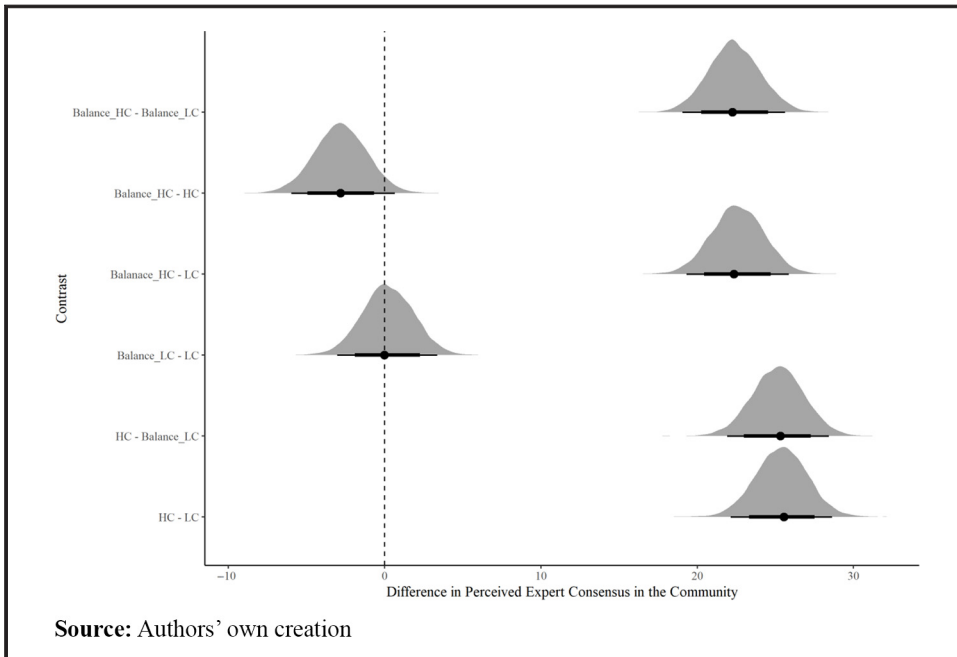 Balance_HC - Balance_LC
Balance_HC - HC
Balanace_HC - LC
Balance_LC - LC
HC - Balance_LC
HC - LC
Contrast
−10
0
10
20
30
Difference in Perceived Expert Consensus in the Community
Source: Authors’ own creation